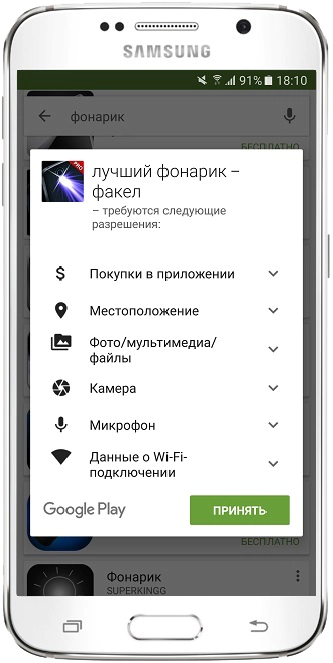 SAMSUNG
91% 18:10
фонарик
БЕСПЛАТНО
PRO
лучший фонарик –
факел
– требуются следующие
разрешения:
$ Покупки в приложении
Местоположение
Фото/мультимедиа/
файлы
Камера
Микрофон
Данные о Wi-Fi-
подключении
Google Play
ПРИНЯТЬ
БЕСПЛАТНО
Фонарик
SUPERKINGG